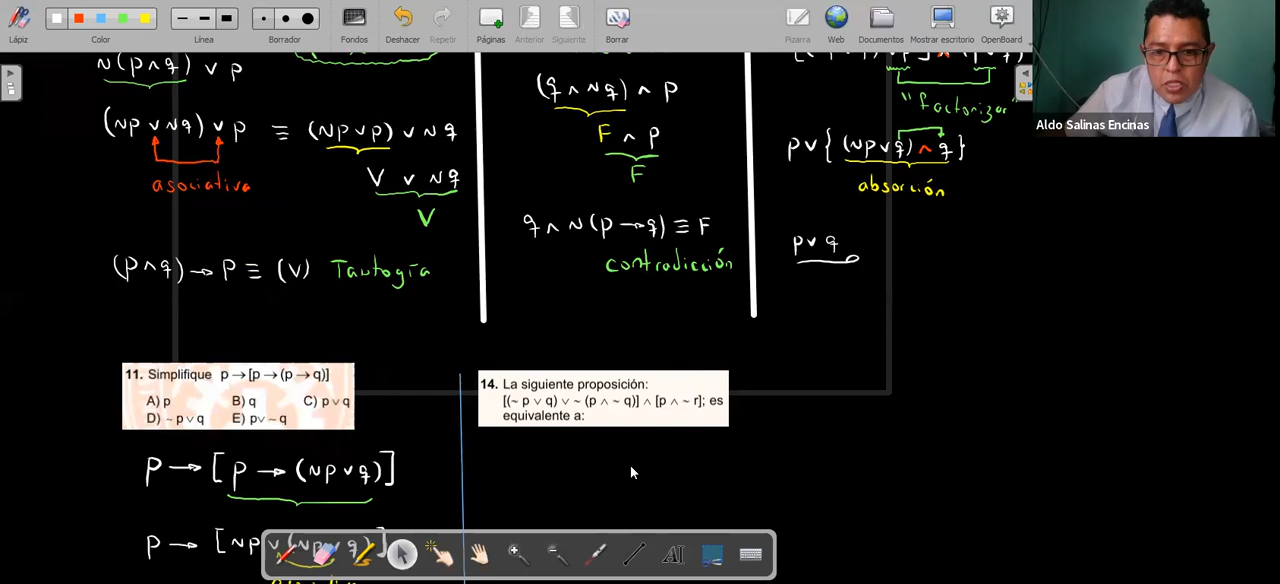 Lápiz
Color
Línea
Borrador
Fondos
Deshacer
Repetir
Páginas
Anterior
Siguiente
Borrar
Pizarra
Web
Documentos
Mostrar escritorio
OpenBoard
Aldo Salinas Encinas
~(p∧q) ∨ p
(~p∨~q) ∨ p ≡ (~p∨p) ∨ ~q
asociativa
V ∨ ~q
V
(p∧q) → p ≡ (V) Tautogía
(q∧~q) ∧ p
F ∧ p
F
q ∧ ~(p→q) ≡ F
contradicción
"factorizar"
p∨{(~p∨q) ∧ q}
absorción
p∨q
11. Simplifique p → [p → (p → q)]
A) p B) q C) p ∨ q
D) ~ p ∨ q E) p∨ ~ q
p → [p → (~p∨q)]
p → [~p∨(~p∨q)]
14. La siguiente proposición:
[(~ p ∨ q) ∨ ~ (p ∧ ~ q)] ∧ [p ∧ ~ r]; es
equivalente a:
AI